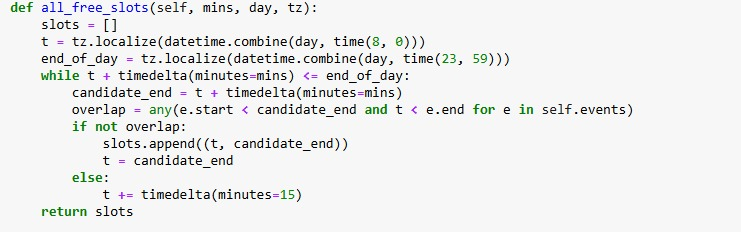 def all_free_slots(self, mins, day, tz):
    slots = []
    t = tz.localize(datetime.combine(day, time(8, 0)))
    end_of_day = tz.localize(datetime.combine(day, time(23, 59)))
    while t + timedelta(minutes=mins) <= end_of_day:
        candidate_end = t + timedelta(minutes=mins)
        overlap = any(e.start < candidate_end and t < e.end for e in self.events)
        if not overlap:
            slots.append((t, candidate_end))
            t = candidate_end
        else:
            t += timedelta(minutes=15)
    return slots